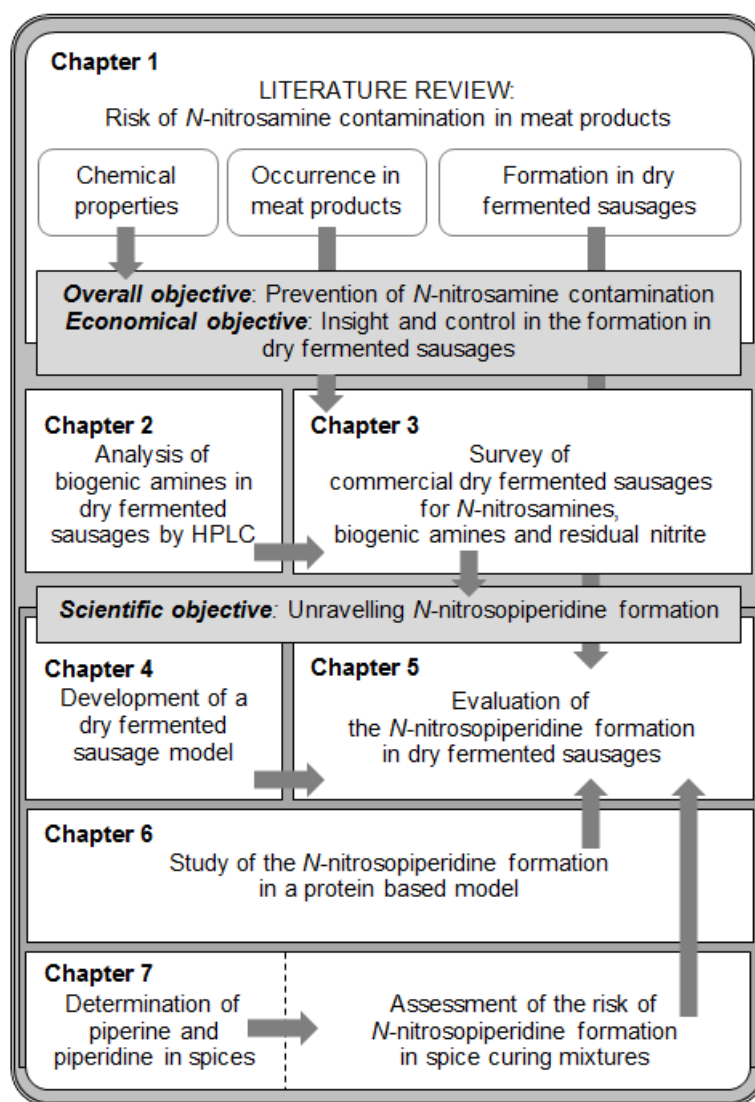 Chapter 1
LITERATURE REVIEW:
Risk of N-nitrosamine contamination in meat products
Chemical
properties
Occurrence in
meat products
Formation in dry
fermented sausages
Overall objective: Prevention of N-nitrosamine contamination
Economical objective: Insight and control in the formation in
dry fermented sausages
Chapter 2
Analysis of
biogenic amines in
dry fermented
sausages by HPLC
Chapter 3
Survey of
commercial dry fermented sausages
for N-nitrosamines,
biogenic amines and residual nitrite
Scientific objective: Unravelling N-nitrosopiperidine formation
Chapter 4
Development of a
dry fermented
sausage model
Chapter 5
Evaluation of
the N-nitrosopiperidine formation
in dry fermented sausages
Chapter 6
Study of the N-nitrosopiperidine formation
in a protein based model
Chapter 7
Determination of
piperine and
piperidine in spices
Assessment of the risk of
N-nitrosopiperidine formation
in spice curing mixtures